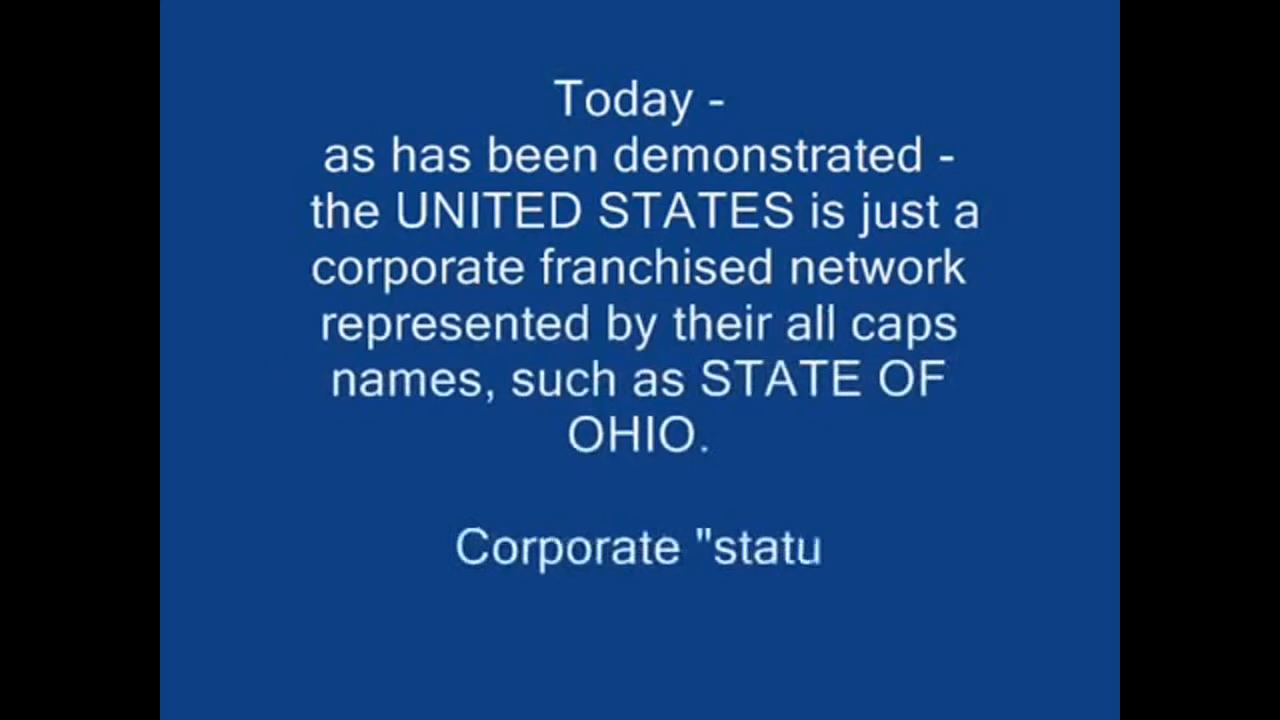 Today -
as has been demonstrated -
the UNITED STATES is just a
corporate franchised network
represented by their all caps
names, such as STATE OF
OHIO.
Corporate "statu